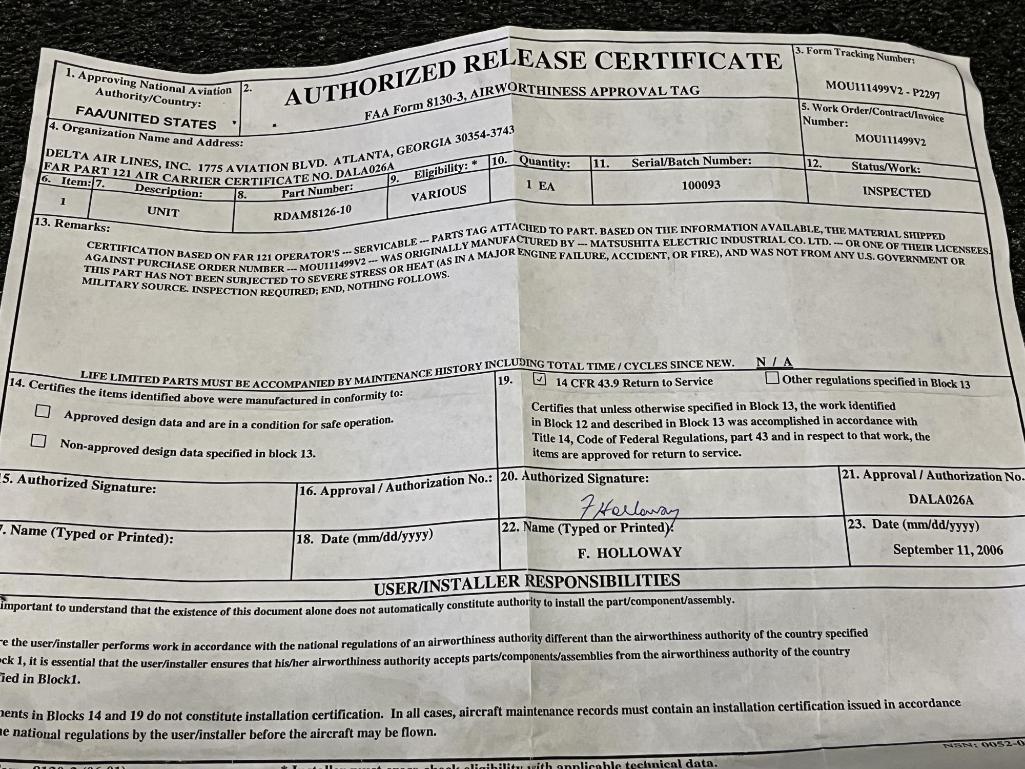 1. Approving National Aviation
Authority/Country:
FAA/UNITED STATES
2.
AUTHORIZED RELEASE CERTIFICATE
FAA Form 8130-3, AIRWORTHINESS APPROVAL TAG
3. Form Tracking Number:
MOU111499V2 - P2297
4. Organization Name and Address:
DELTA AIR LINES, INC. 1775 AVIATION BLVD. ATLANTA, GEORGIA 30354-3743
FAR PART 121 AIR CARRIER CERTIFICATE NO. DALA026A
5. Work Order/Contract/Invoice
Number:
MOU111499V2
6. Item: 7. Description: 8. Part Number: 9. Eligibility: * 10. Quantity: 11. Serial/Batch Number: 12. Status/Work:
1 UNIT RDAM8126-10 VARIOUS 1 EA 100093 INSPECTED
13. Remarks:
CERTIFICATION BASED ON FAR 121 OPERATOR'S --- SERVICABLE --- PARTS TAG ATTACHED TO PART. BASED ON THE INFORMATION AVAILABLE, THE MATERIAL SHIPPED
AGAINST PURCHASE ORDER NUMBER --- MOU111499V2 --- WAS ORIGINALLY MANUFACTURED BY --- MATSUSHITA ELECTRIC INDUSTRIAL CO. LTD. --- OR ONE OF THEIR LICENSEES.
THIS PART HAS NOT BEEN SUBJECTED TO SEVERE STRESS OR HEAT (AS IN A MAJOR ENGINE FAILURE, ACCIDENT, OR FIRE), AND WAS NOT FROM ANY U.S. GOVERNMENT OR
MILITARY SOURCE. INSPECTION REQUIRED; END, NOTHING FOLLOWS.
LIFE LIMITED PARTS MUST BE ACCOMPANIED BY MAINTENANCE HISTORY INCLUDING TOTAL TIME / CYCLES SINCE NEW. N / A
14. Certifies the items identified above were manufactured in conformity to:
Approved design data and are in a condition for safe operation.
Non-approved design data specified in block 13.
19. 14 CFR 43.9 Return to Service Other regulations specified in Block 13
Certifies that unless otherwise specified in Block 13, the work identified
in Block 12 and described in Block 13 was accomplished in accordance with
Title 14, Code of Federal Regulations, part 43 and in respect to that work, the
items are approved for return to service.
5. Authorized Signature:
16. Approval / Authorization No.:
20. Authorized Signature:
F Holloway
21. Approval / Authorization No.
DALA026A
7. Name (Typed or Printed):
18. Date (mm/dd/yyyy)
22. Name (Typed or Printed):
F. HOLLOWAY
23. Date (mm/dd/yyyy)
September 11, 2006
USER/INSTALLER RESPONSIBILITIES
important to understand that the existence of this document alone does not automatically constitute authority to install the part/component/assembly.
re the user/installer performs work in accordance with the national regulations of an airworthiness authority different than the airworthiness authority of the country specified
ck 1, it is essential that the user/installer ensures that his/her airworthiness authority accepts parts/components/assemblies from the airworthiness authority of the country
fied in Block1.
ments in Blocks 14 and 19 do not constitute installation certification. In all cases, aircraft maintenance records must contain an installation certification issued in accordance
e national regulations by the user/installer before the aircraft may be flown.
NSN: 0052-0
* Installer must cross-check eligibility with applicable technical data.